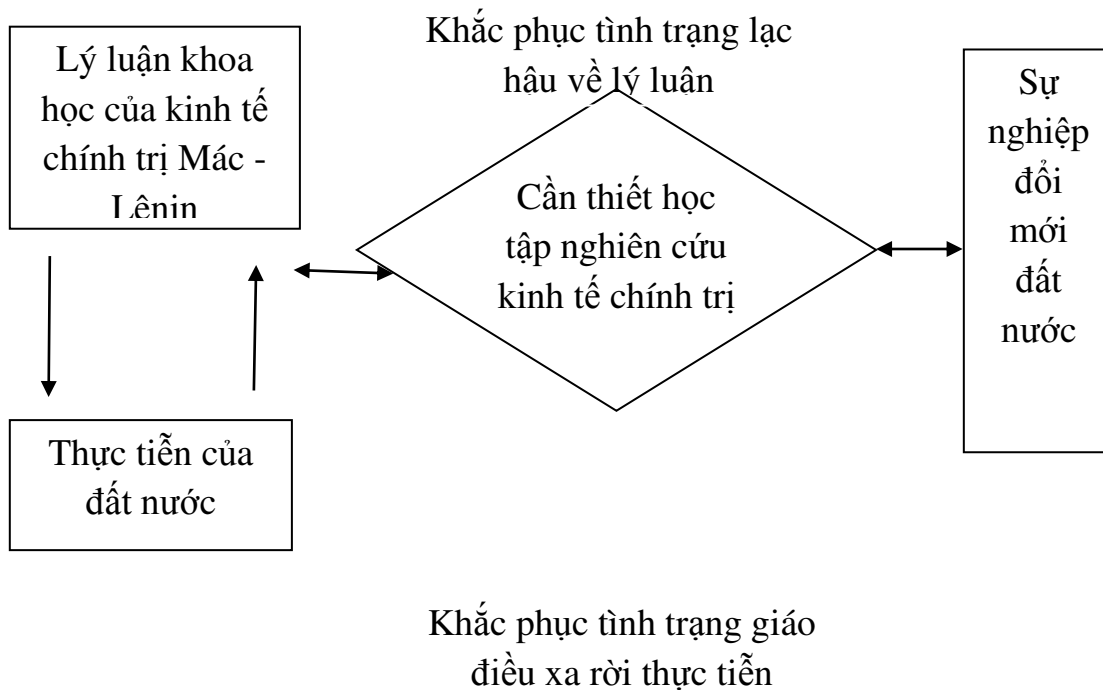 Lý luận khoa
học của kinh tế
chính trị Mác -
Lênin
Khắc phục tình trạng lạc
hậu về lý luận
Cần thiết học
tập nghiên cứu
kinh tế chính trị
Sự
nghiệp
đổi
mới
đất
nước
Thực tiễn của
đất nước
Khắc phục tình trạng giáo
điều xa rời thực tiễn